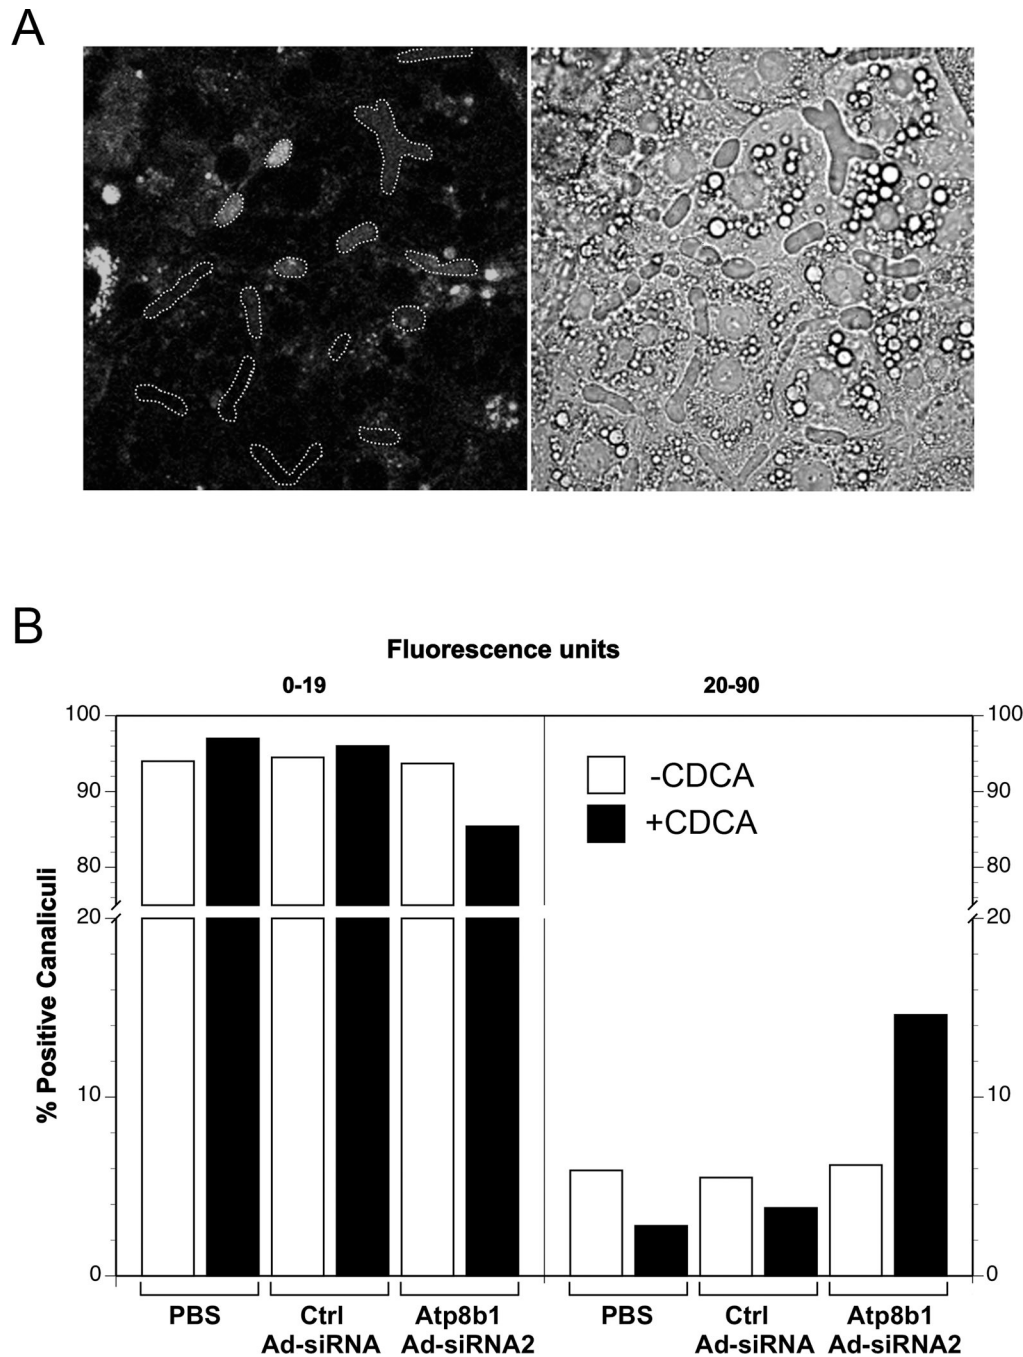 A
B
Fluorescence units
0-19 20-90
100 100
-CDCA
90 90
+CDCA
80 80
20 20
% Positive Canaliculi
10 10
0 0
PBS Ctrl Atp8b1 PBS Ctrl Atp8b1
Ad-siRNA Ad-siRNA2 Ad-siRNA Ad-siRNA2